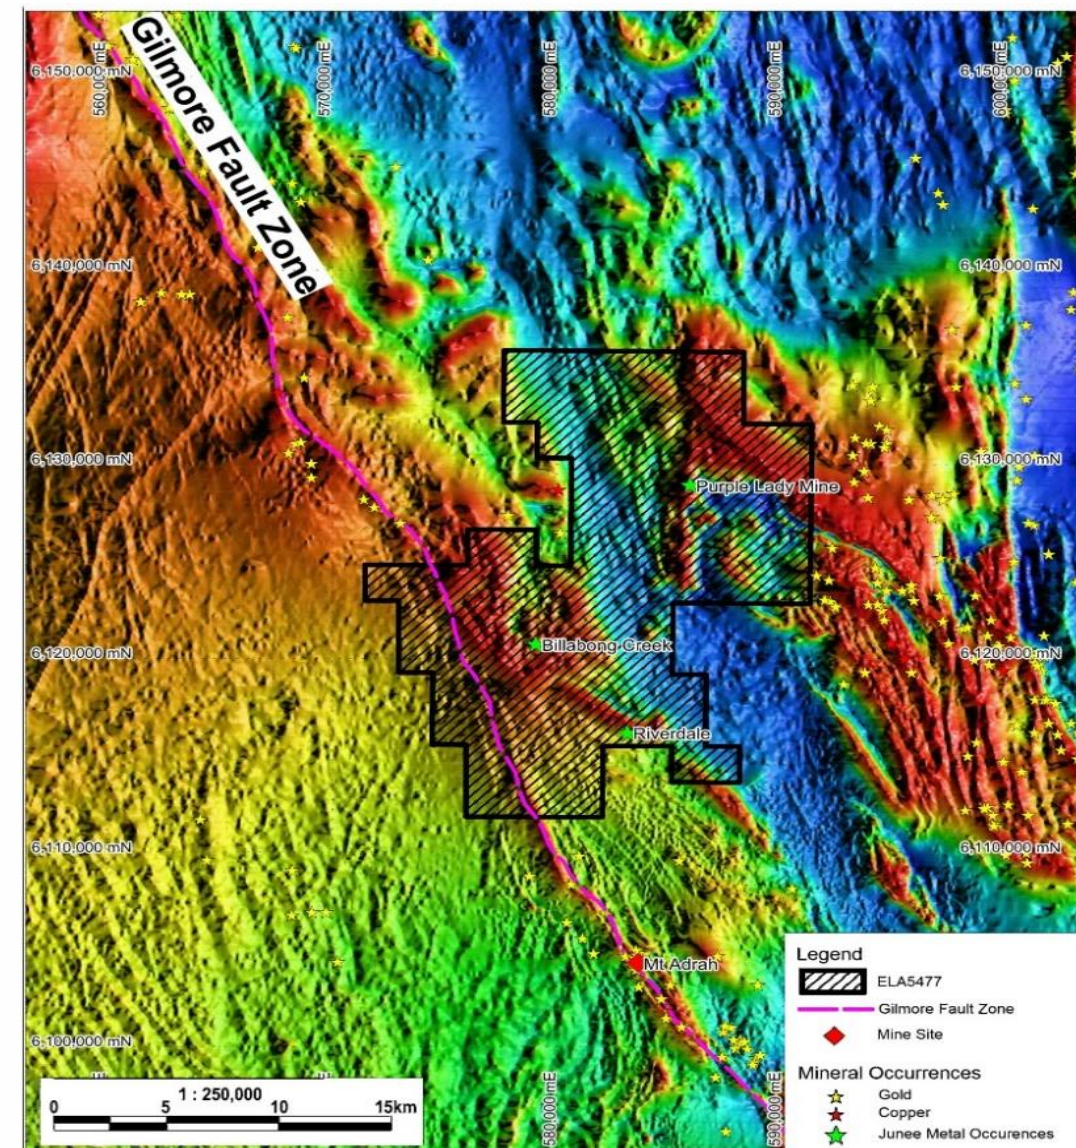 Gilmore Fault Zone
560,000 mE
570,000 mE
580,000 mE
590,000 mE
600,000 mE
6,150,000 mN
6,150,000 mN
6,140,000 mN
6,140,000 mN
6,130,000 mN
6,130,000 mN
Purple Lady Mine
Billabong Creek
6,120,000 mN
6,120,000 mN
Riverdale
6,110,000 mN
6,110,000 mN
Mt Adrah
6,100,000 mN
580,000 mE
590,000 mE
1 : 250,000
0 5 10 15km
Legend
ELA5477
Gilmore Fault Zone
Mine Site
Mineral Occurrences
Gold
Copper
Junee Metal Occurences